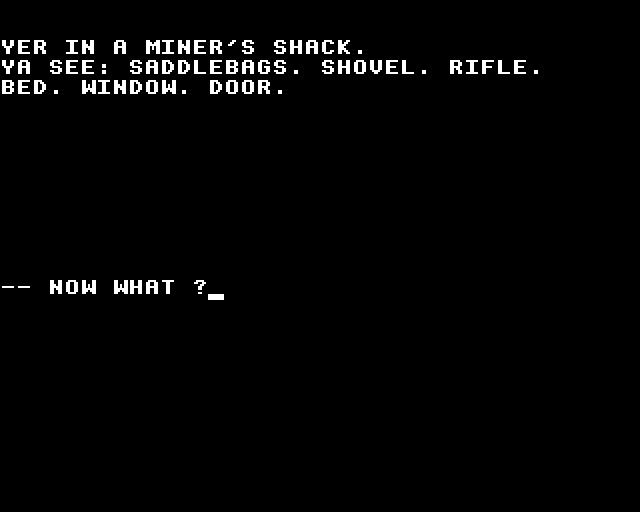 YER IN A MINER'S SHACK.
YA SEE: SADDLEBAGS. SHOVEL. RIFLE.
BED. WINDOW. DOOR.
-- NOW WHAT ?_